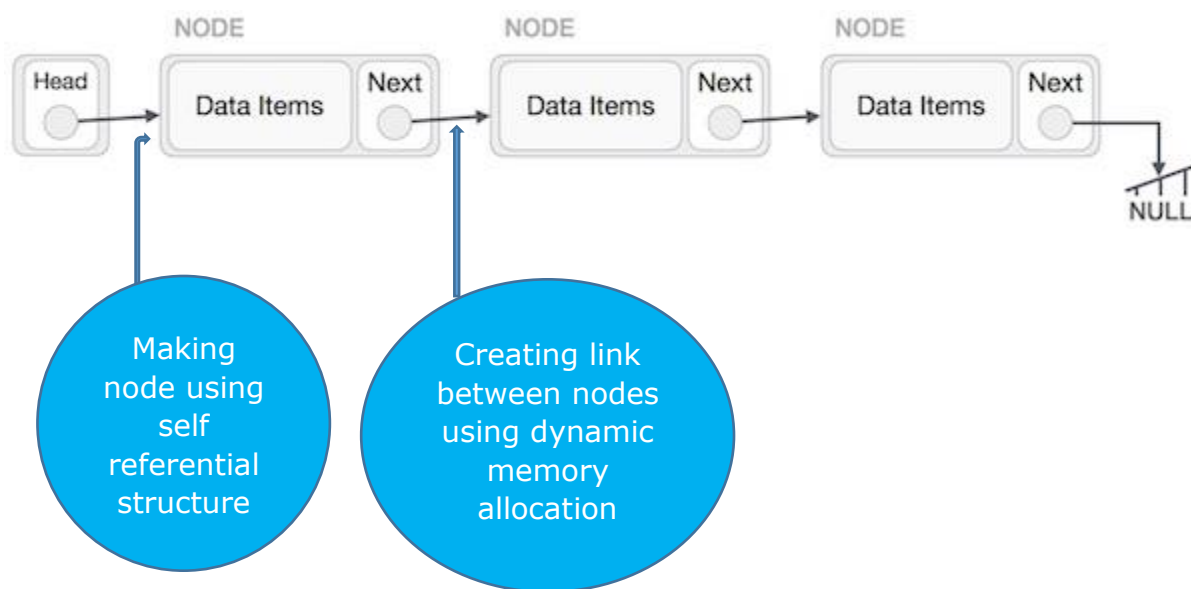 NODE
NODE
NODE
Head
Data Items
Next
Data Items
Next
Data Items
Next
NULL
Making
node using
self
referential
structure
Creating link
between nodes
using dynamic
memory
allocation